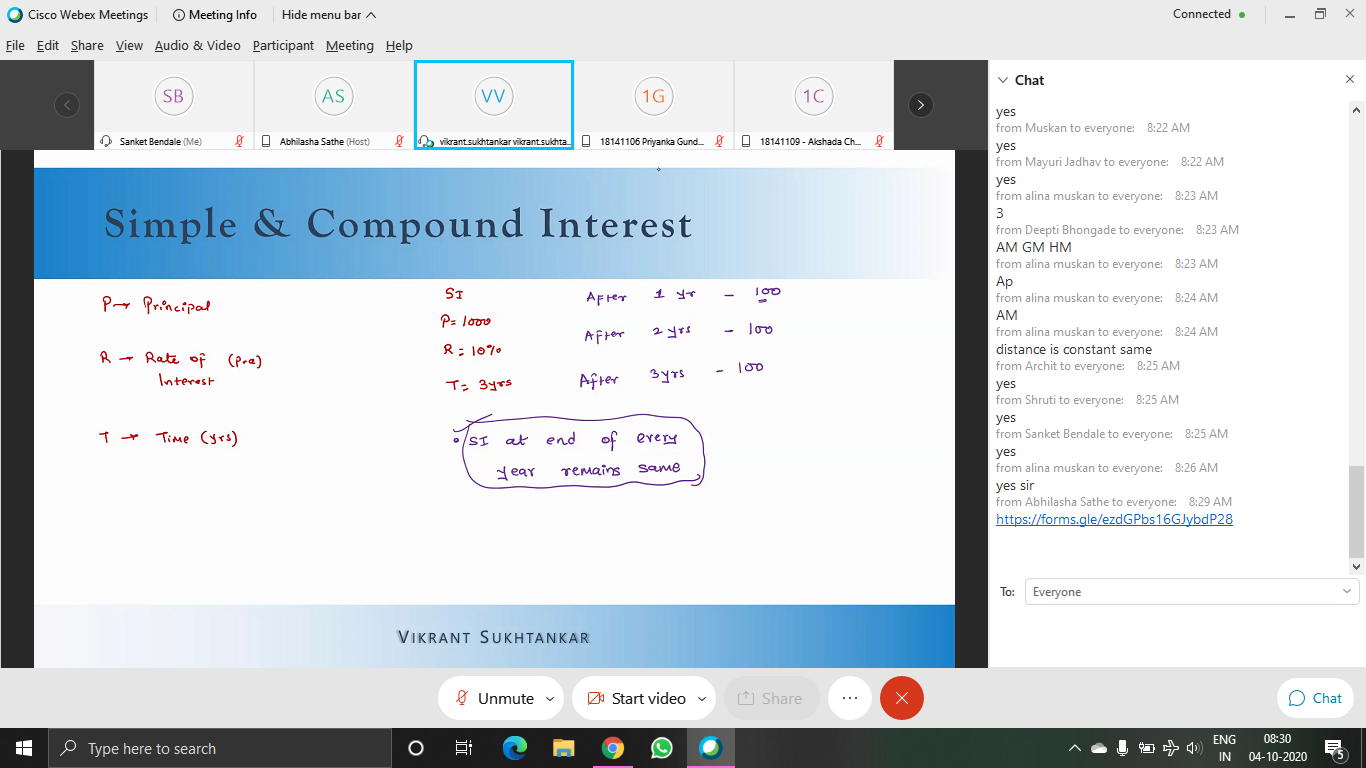 Cisco Webex Meetings
Meeting Info
Hide menu bar
Connected
File Edit Share View Audio & Video Participant Meeting Help
SB
Sanket Bendale (Me)
AS
Abhilasha Sathe (Host)
VV
vikrant.sukhtankar vikrant.sukhta...
1G
18141106 Priyanka Gund...
1C
18141109 - Akshada Ch...
Simple & Compound Interest
P → Principal
R → Rate of (p.a)
Interest
T → Time (yrs)
SI
P= 1000
R = 10%
T= 3yrs
After 1 yr - 100
After 2 yrs - 100
After 3yrs - 100
• SI at end of every
year remains same
VIKRANT SUKHTANKAR
Chat
yes
from Muskan to everyone: 8:22 AM
yes
from Mayuri Jadhav to everyone: 8:22 AM
yes
from alina muskan to everyone: 8:23 AM
3
from Deepti Bhongade to everyone: 8:23 AM
AM GM HM
from alina muskan to everyone: 8:23 AM
Ap
from alina muskan to everyone: 8:24 AM
AM
from alina muskan to everyone: 8:24 AM
distance is constant same
from Archit to everyone: 8:25 AM
yes
from Shruti to everyone: 8:25 AM
yes
from Sanket Bendale to everyone: 8:25 AM
yes
from alina muskan to everyone: 8:26 AM
yes sir
from Abhilasha Sathe to everyone: 8:29 AM
https://forms.gle/ezdGPbs16GJybdP28
To: Everyone
Unmute
Start video
Share
Chat
Type here to search
ENG
IN
08:30
04-10-2020
5